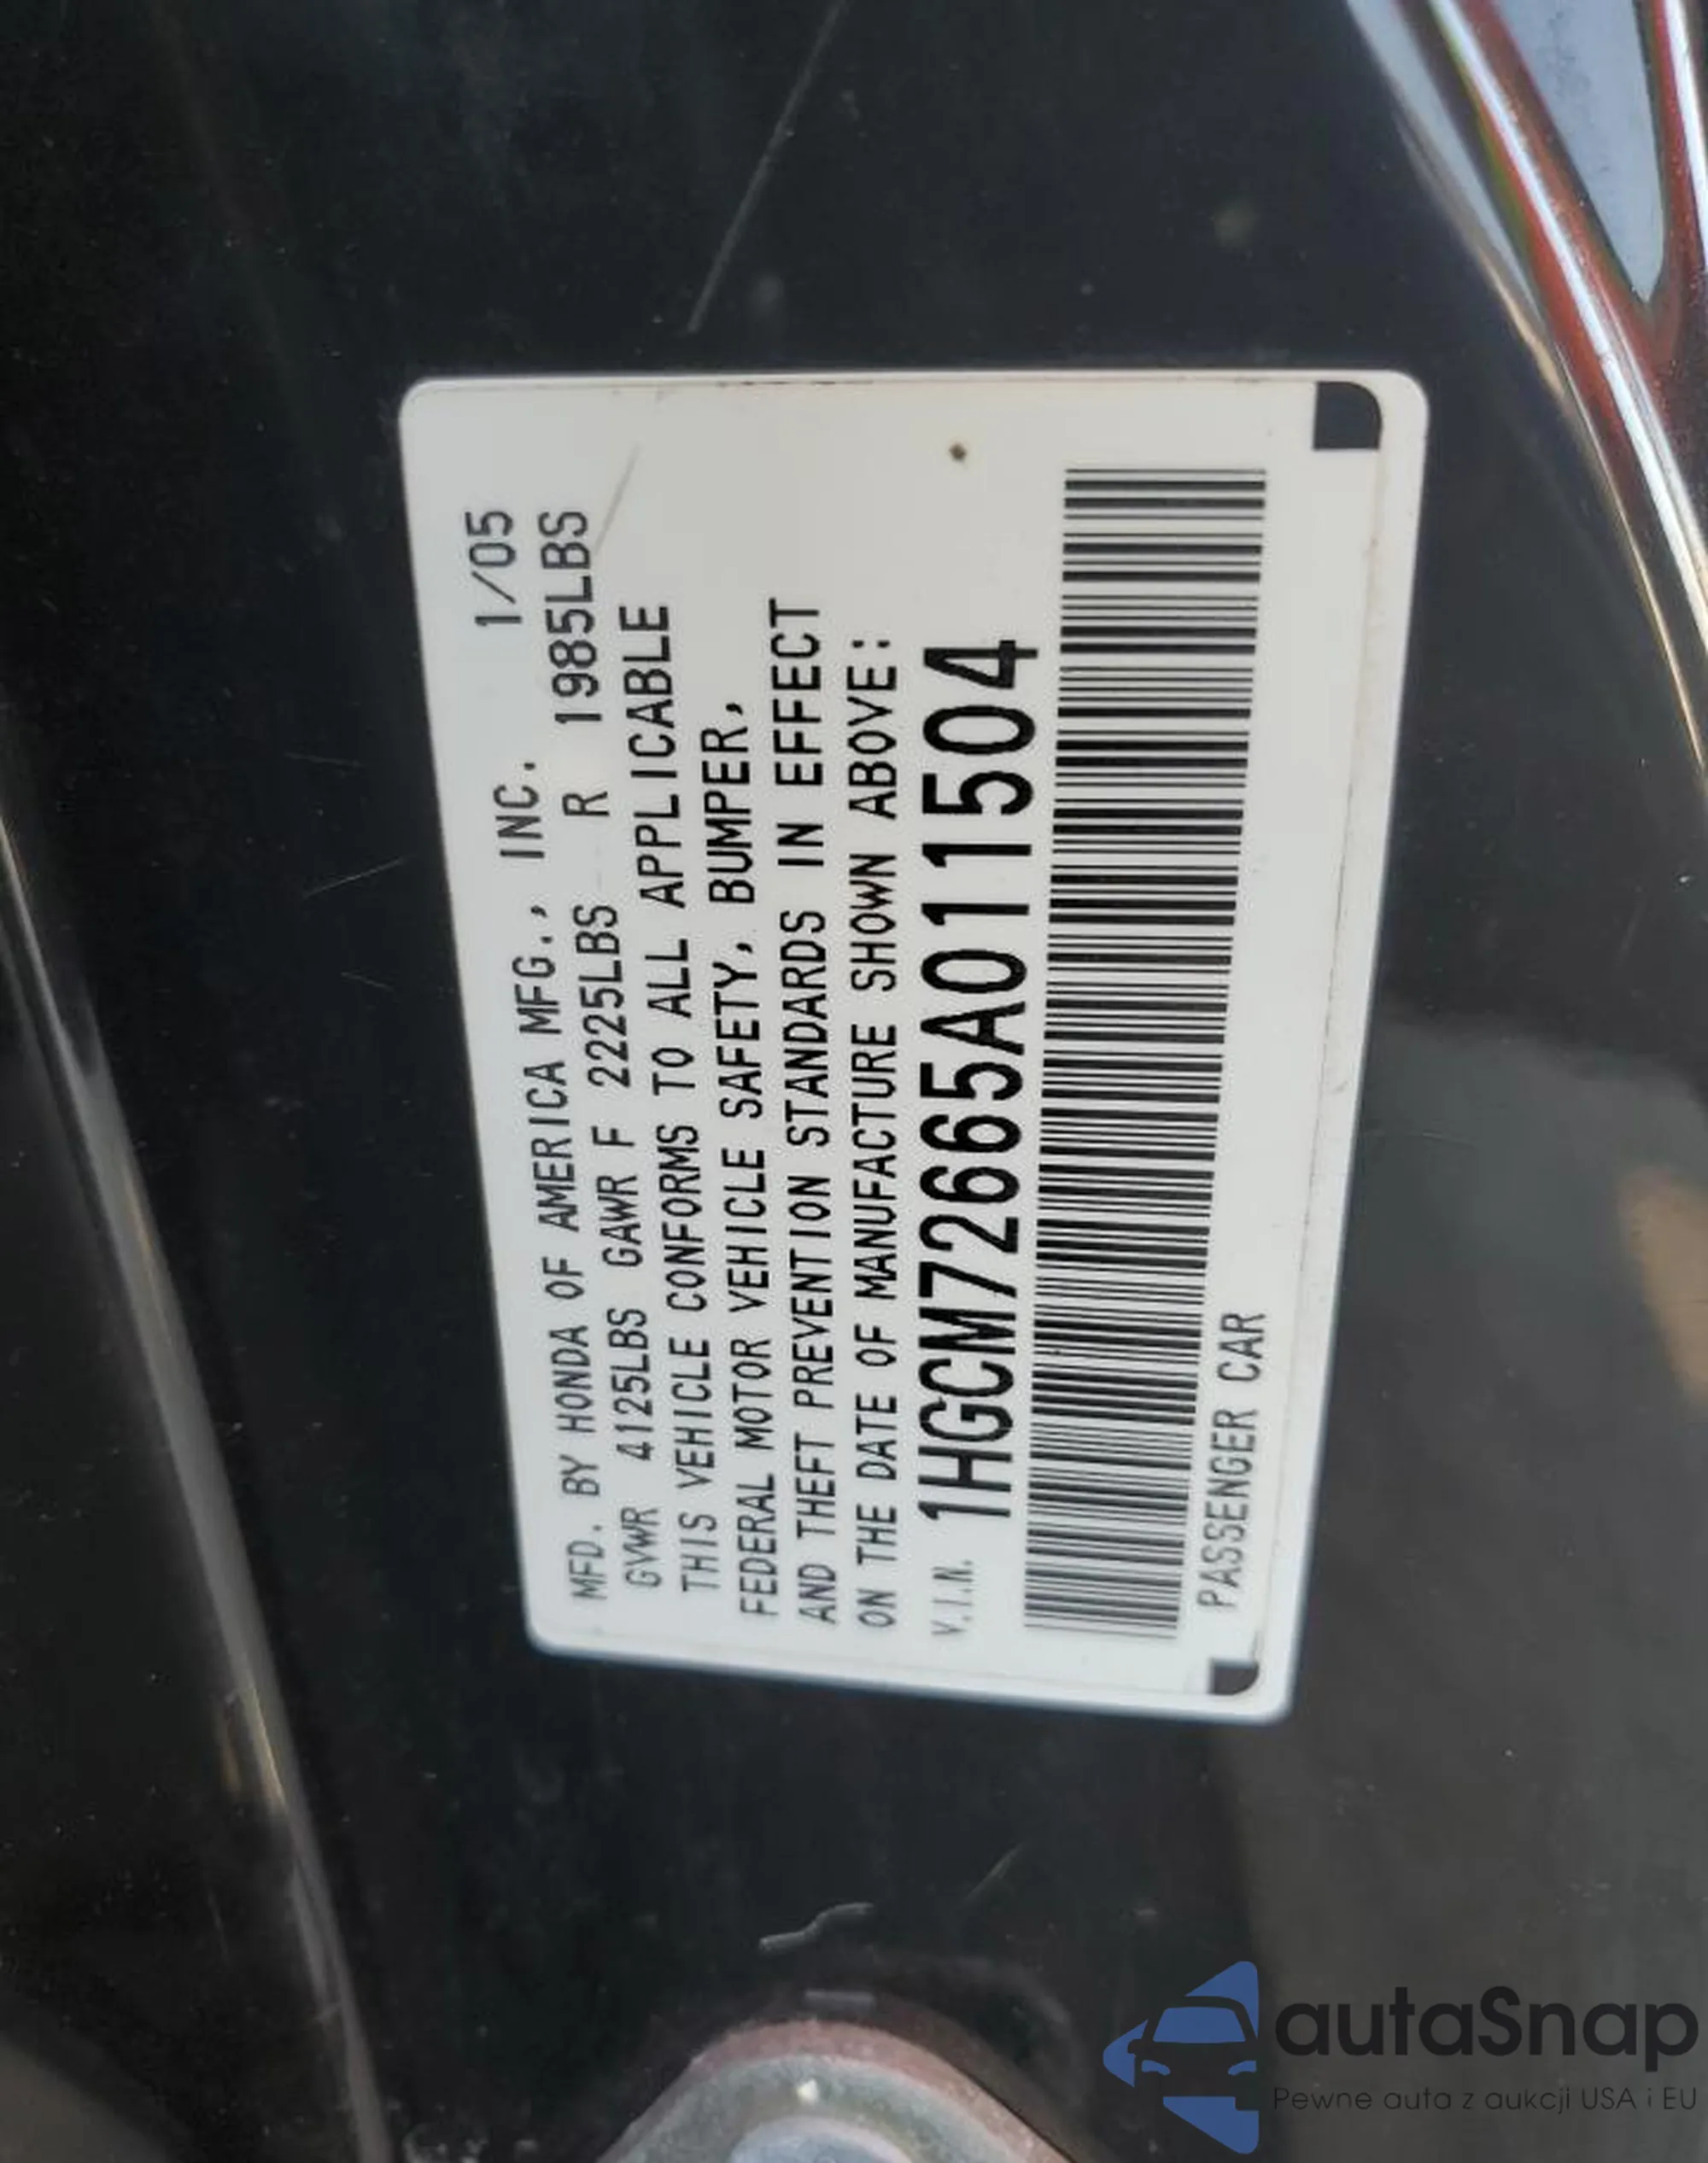 MFD. BY HONDA OF AMERICA MFG., INC. 1/05
GVWR 4125LBS GAWR F 2225LBS R 1985LBS
THIS VEHICLE CONFORMS TO ALL APPLICABLE
FEDERAL MOTOR VEHICLE SAFETY, BUMPER,
AND THEFT PREVENTION STANDARDS IN EFFECT
ON THE DATE OF MANUFACTURE SHOWN ABOVE:
V.I.N. 1HGCM72665A011504
PASSENGER CAR
autaSnap
Pewne auta z aukcji USA i EU